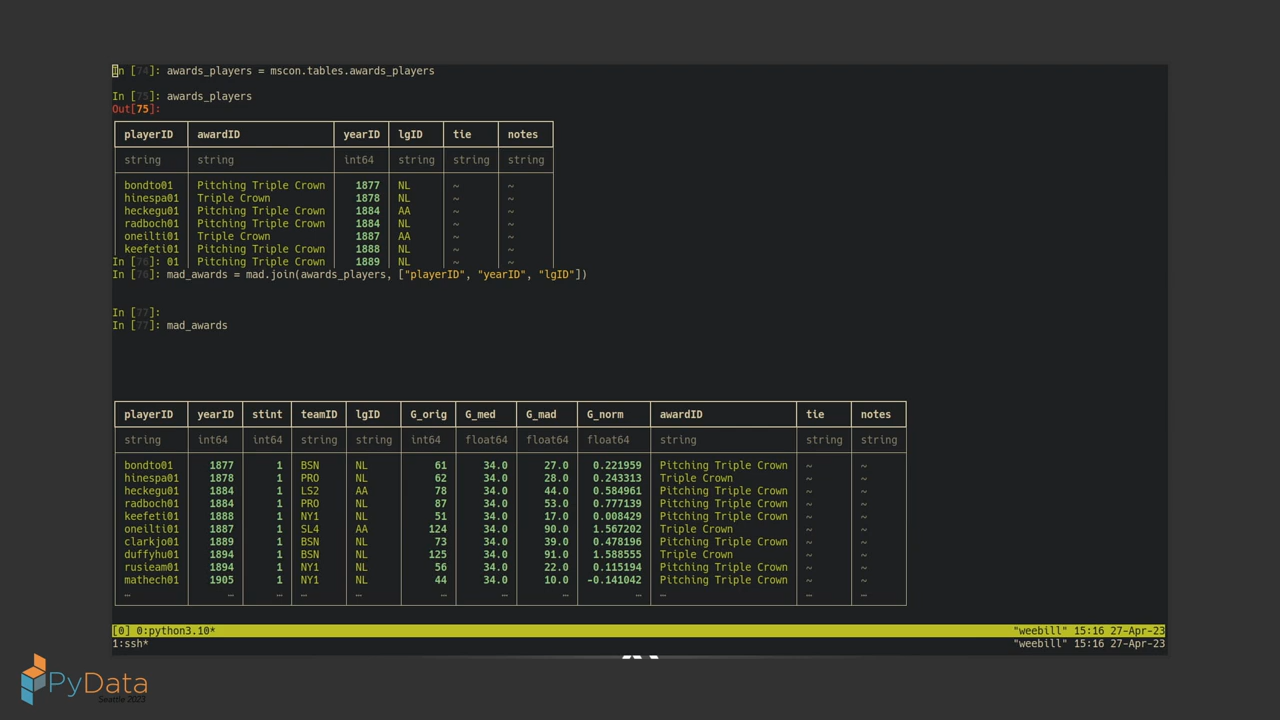 In [74]: awards_players = mscon.tables.awards_players
In [75]: awards_players
Out[75]:
playerID awardID yearID lgID tie notes
string string int64 string string string
bondto01 Pitching Triple Crown 1877 NL ~ ~
hinespa01 Triple Crown 1878 NL ~ ~
heckegu01 Pitching Triple Crown 1884 AA ~ ~
radboch01 Pitching Triple Crown 1884 NL ~ ~
oneilti01 Triple Crown 1887 AA ~ ~
keefeti01 Pitching Triple Crown 1888 NL ~ ~
In [76]: 01 Pitching Triple Crown 1889 NL ~ ~
In [76]: mad_awards = mad.join(awards_players, ["playerID", "yearID", "lgID"])
In [77]:
In [77]: mad_awards
playerID yearID stint teamID lgID G_orig G_med G_mad G_norm awardID tie notes
string int64 int64 string string int64 float64 float64 float64 string string string
bondto01 1877 1 BSN NL 61 34.0 27.0 0.221959 Pitching Triple Crown ~ ~
hinespa01 1878 1 PRO NL 62 34.0 28.0 0.243313 Triple Crown ~ ~
heckegu01 1884 1 LS2 AA 78 34.0 44.0 0.584961 Pitching Triple Crown ~ ~
radboch01 1884 1 PRO NL 87 34.0 53.0 0.777139 Pitching Triple Crown ~ ~
keefeti01 1888 1 NY1 NL 51 34.0 17.0 0.008429 Pitching Triple Crown ~ ~
oneilti01 1887 1 SL4 AA 124 34.0 90.0 1.567202 Triple Crown ~ ~
clarkjo01 1889 1 BSN NL 73 34.0 39.0 0.478196 Pitching Triple Crown ~ ~
duffyhu01 1894 1 BSN NL 125 34.0 91.0 1.588555 Triple Crown ~ ~
rusieam01 1894 1 NY1 NL 56 34.0 22.0 0.115194 Pitching Triple Crown ~ ~
mathech01 1905 1 NY1 NL 44 34.0 10.0 -0.141042 Pitching Triple Crown ~ ~
… … … … … … … … … … … …
[0] 0:python3.10* "weebill" 15:16 27-Apr-23
1:ssh* "weebill" 15:16 27-Apr-23
PyData
Seattle 2023